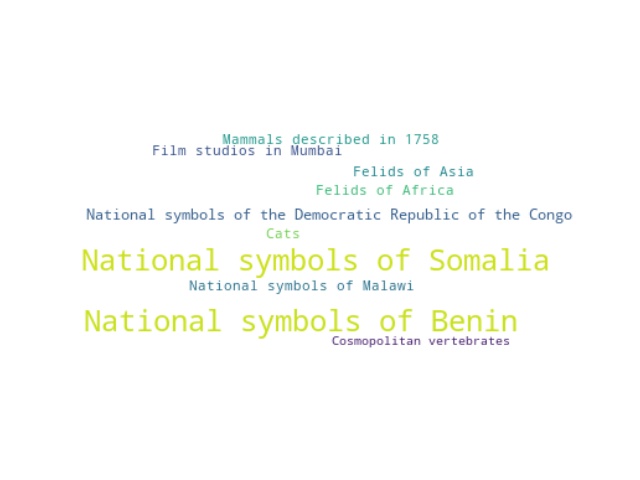 Mammals described in 1758
Film studios in Mumbai
Felids of Asia
Felids of Africa
National symbols of the Democratic Republic of the Congo
Cats
National symbols of Somalia
National symbols of Malawi
National symbols of Benin
Cosmopolitan vertebrates